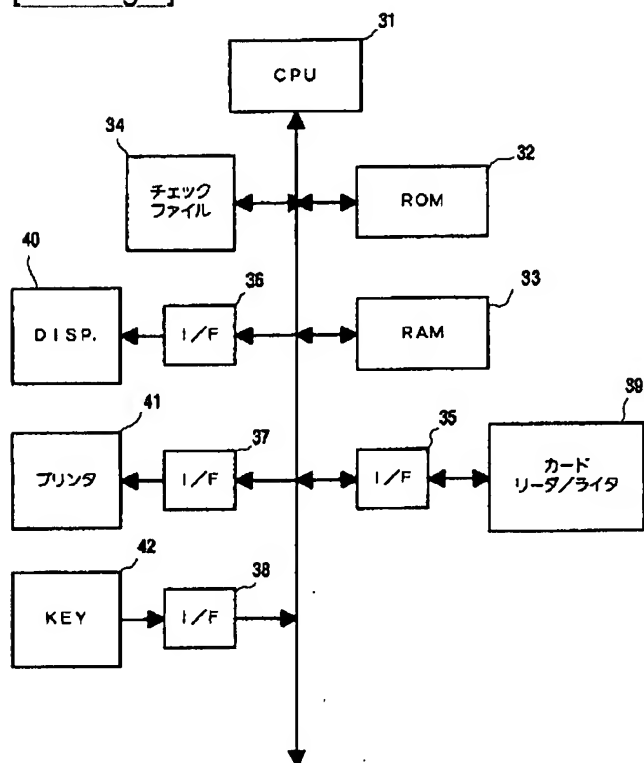 31
CPU
34
チェック
ファイル
32
ROM
40
DISP.
36
I/F
33
RAM
41
プリンタ
37
I/F
35
I/F
39
カード
リーダ/ライタ
42
KEY
38
I/F